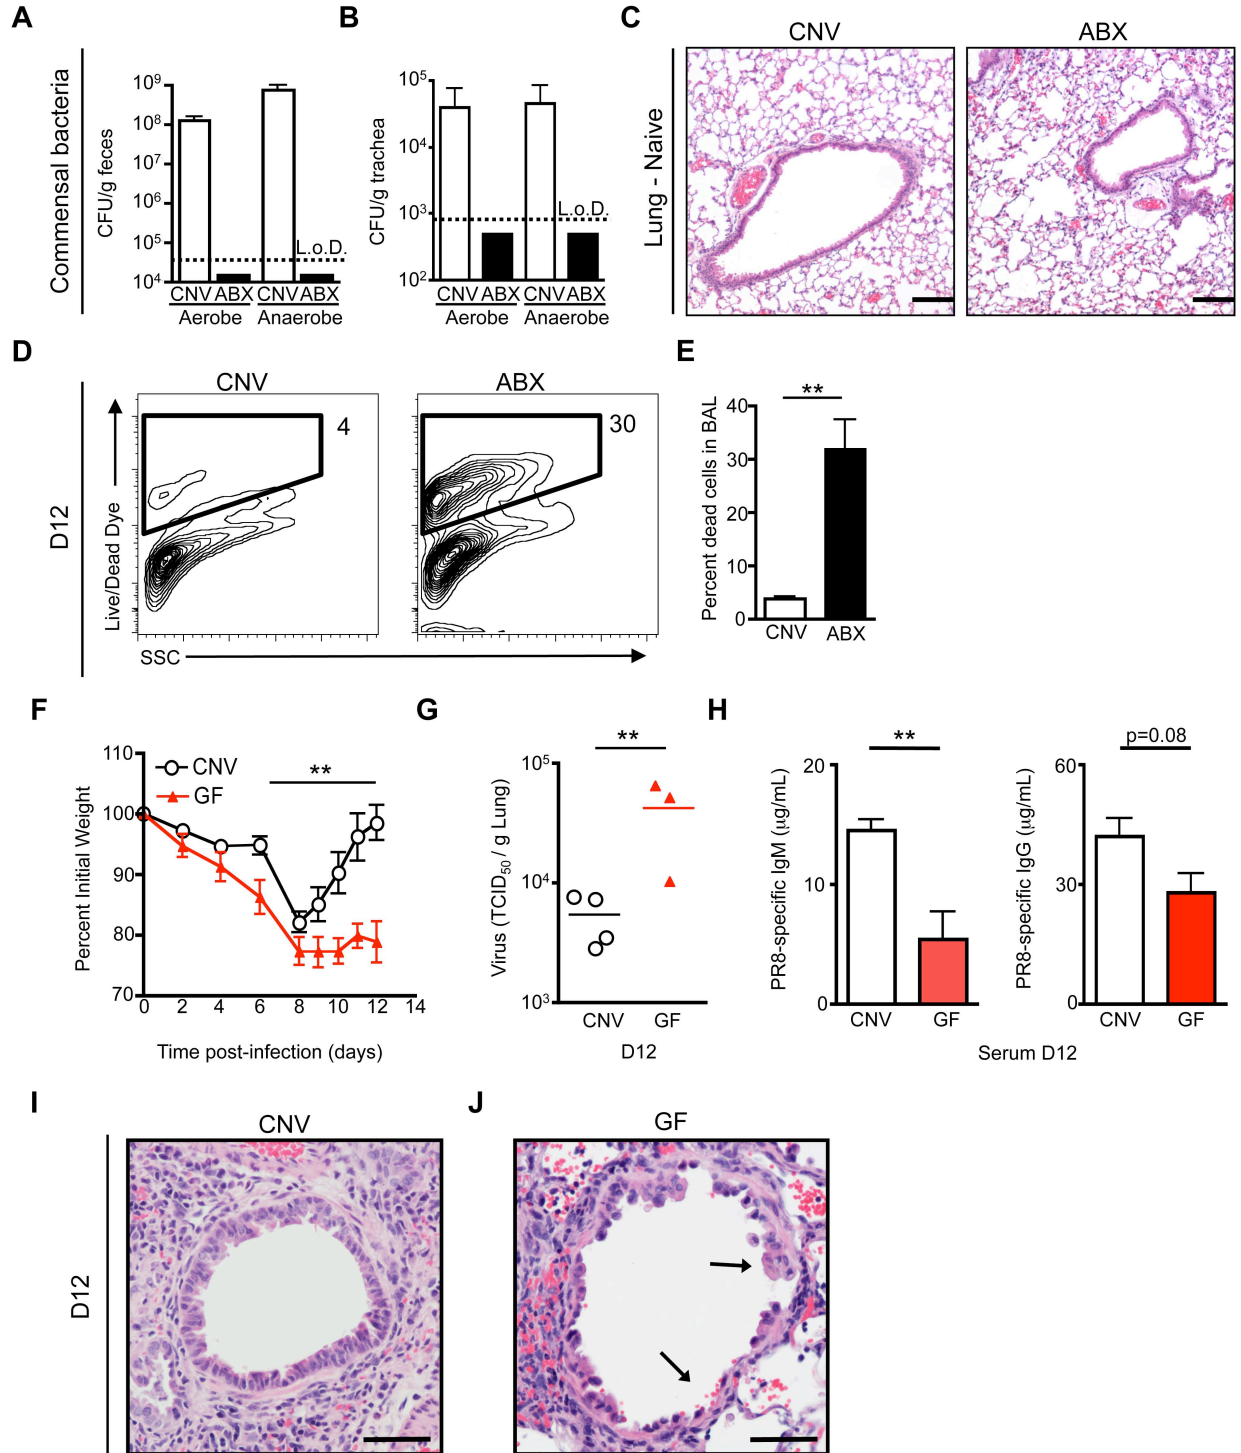 A
B
C
CNV
ABX
Commensal bacteria
CFU/g feces
10⁹
10⁸
10⁷
10⁶
10⁵
10⁴
L.o.D.
CNV ABX CNV ABX
Aerobe Anaerobe
CFU/g trachea
10⁵
10⁴
10³
10²
L.o.D.
CNV ABX CNV ABX
Aerobe Anaerobe
Lung - Naive
D
E
D12
CNV
ABX
4
30
Live/Dead Dye
SSC
Percent dead cells in BAL
**
40
30
20
10
0
CNV ABX
F
G
H
Percent Initial Weight
110
100
90
80
70
CNV
GF
**
0 2 4 6 8 10 12 14
Time post-infection (days)
Virus (TCID₅₀ / g Lung)
**
10⁵
10⁴
10³
CNV GF
D12
PR8-specific IgM (µg/mL)
**
20
10
0
CNV GF
PR8-specific IgG (µg/mL)
p=0.08
60
30
0
CNV GF
Serum D12
I
J
CNV
GF
D12